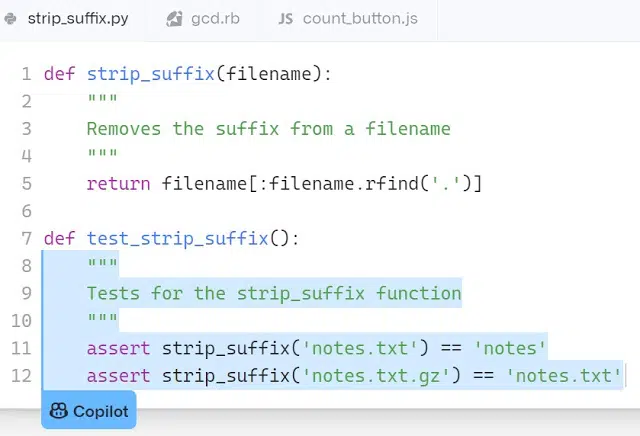 strip_suffix.py gcd.rb JS count_button.js
1 def strip_suffix(filename):
2     """
3     Removes the suffix from a filename
4     """
5     return filename[:filename.rfind('.')]
6
7 def test_strip_suffix():
8     """
9     Tests for the strip_suffix function
10     """
11     assert strip_suffix('notes.txt') == 'notes'
12     assert strip_suffix('notes.txt.gz') == 'notes.txt'
Copilot